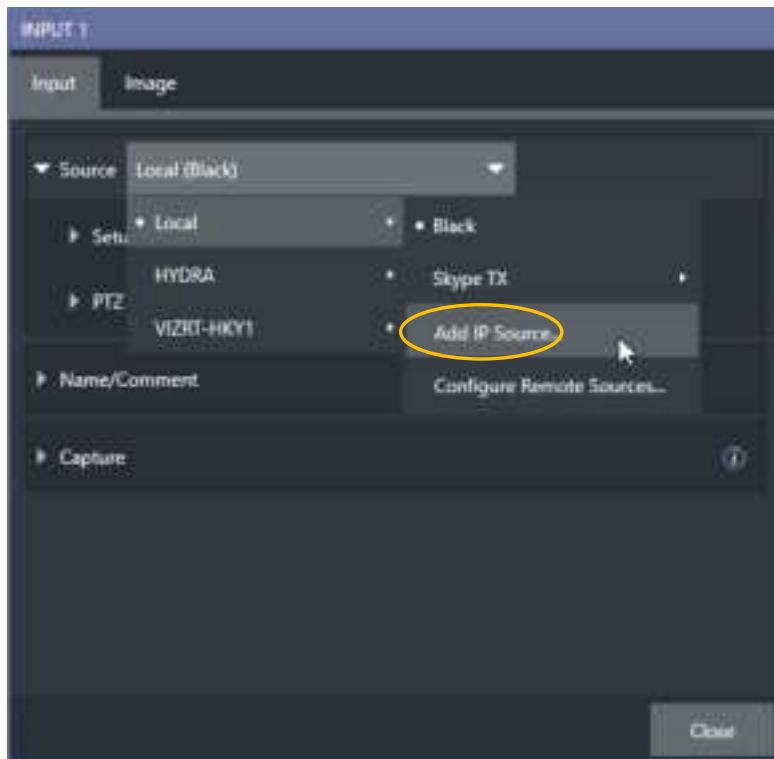 INPUT 1
Input Image
Source Local (Black)
Setu
Local
Black
HYDRA
Skype TX
PTZ
VIZRT-HKY1
Add IP Source...
Name/Comment
Configure Remote Sources...
Capture
Close